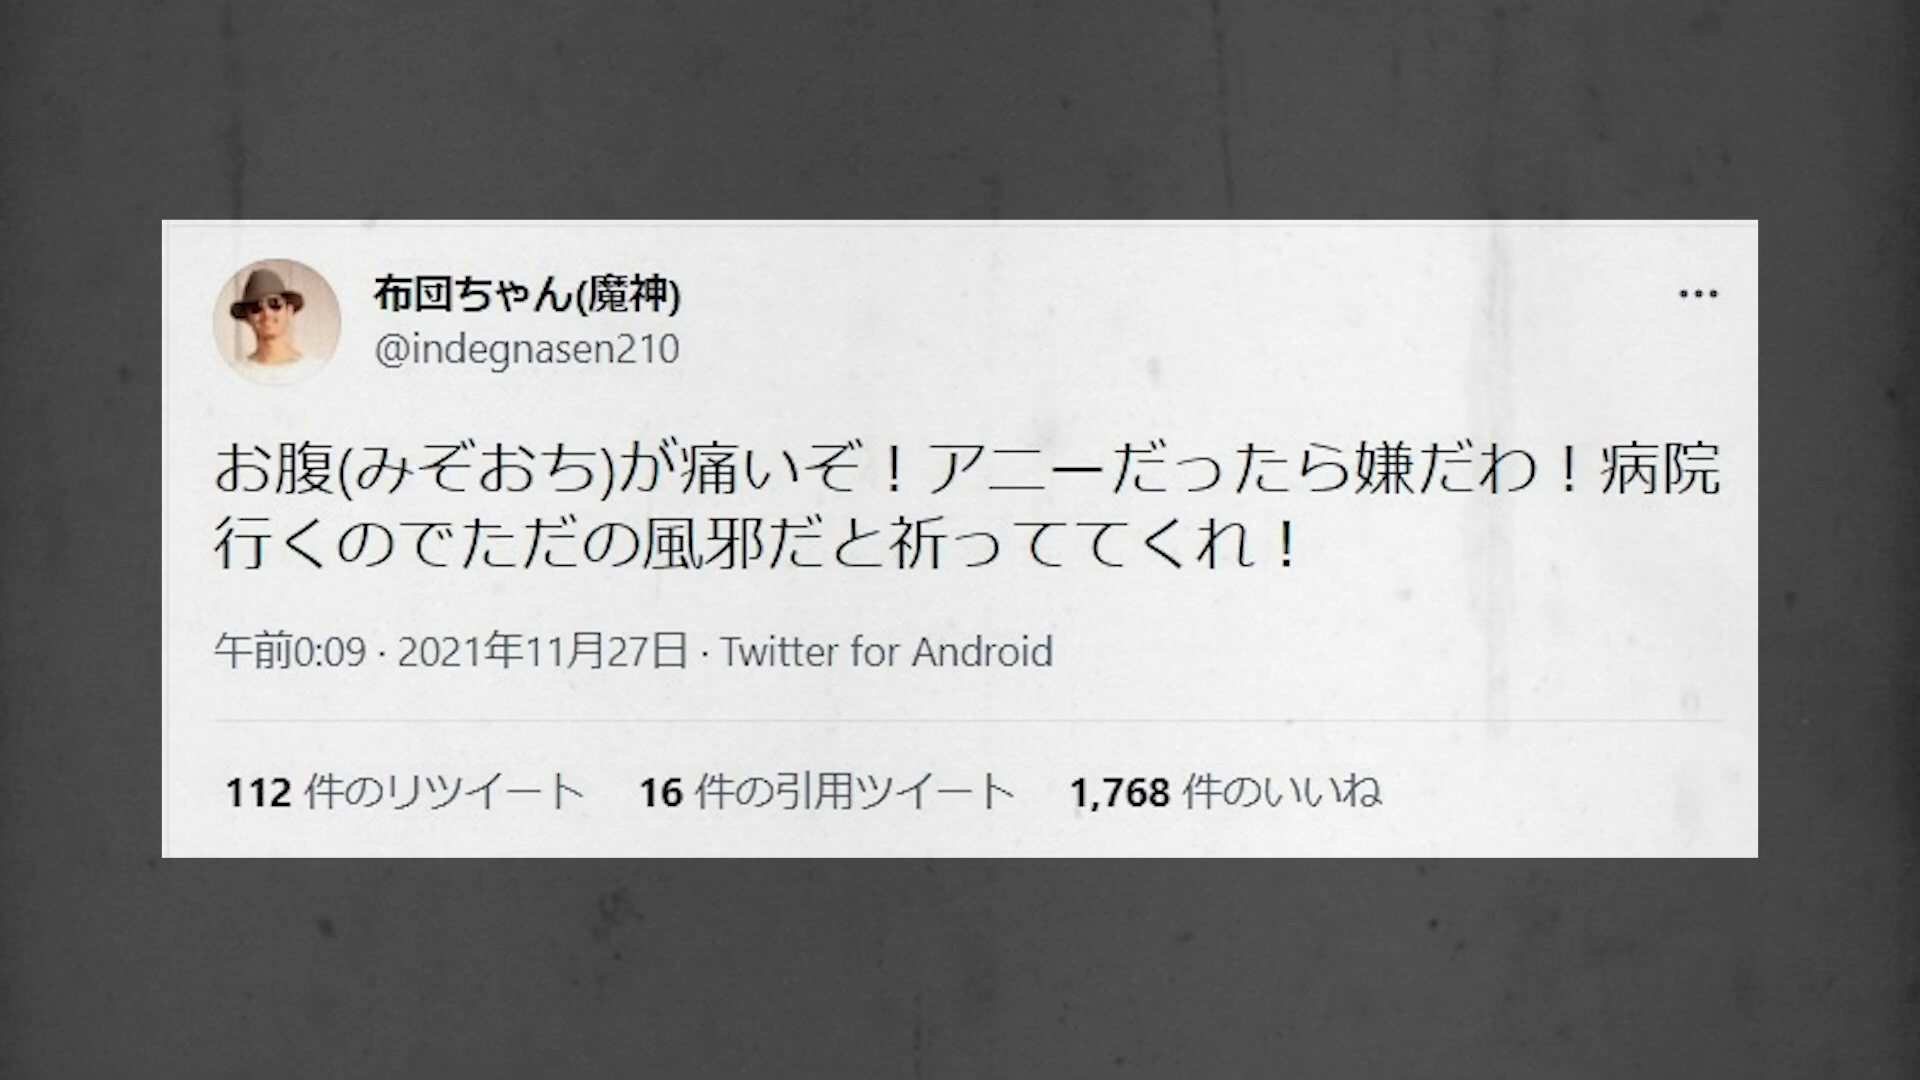 布団ちゃん(魔神)
@indegnasen210
お腹(みぞおち)が痛いぞ！アニーだったら嫌だわ！病院
行くのでただの風邪だと祈っててくれ！
午前0:09 · 2021年11月27日 · Twitter for Android
112 件のリツイート 16 件の引用ツイート 1,768 件のいいね